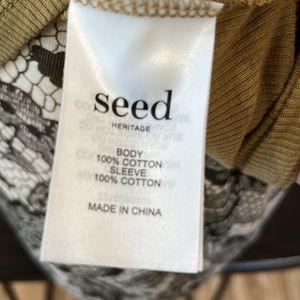 seed
HERITAGE
BODY
100% COTTON
SLEEVE
100% COTTON
MADE IN CHINA